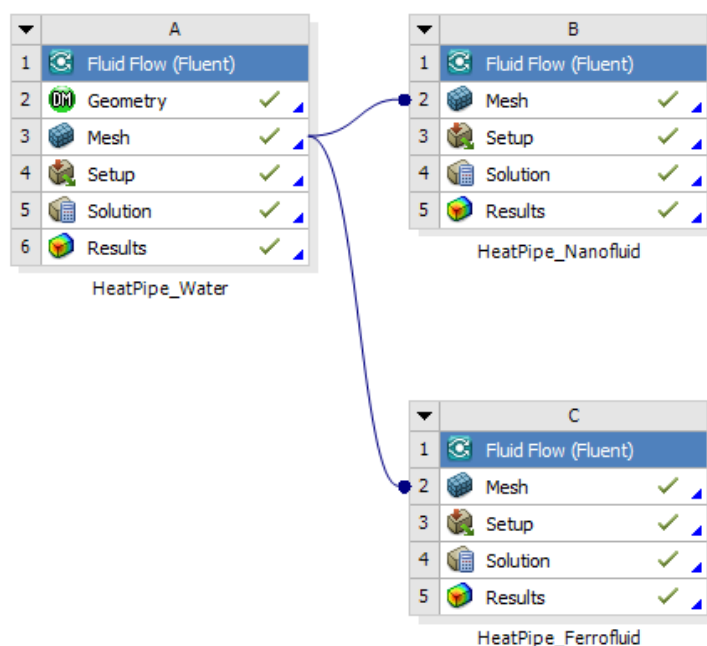 A
1 Fluid Flow (Fluent)
2 DM Geometry
3 Mesh
4 Setup
5 Solution
6 Results
HeatPipe_Water
B
1 Fluid Flow (Fluent)
2 Mesh
3 Setup
4 Solution
5 Results
HeatPipe_Nanofluid
C
1 Fluid Flow (Fluent)
2 Mesh
3 Setup
4 Solution
5 Results
HeatPipe_Ferrofluid